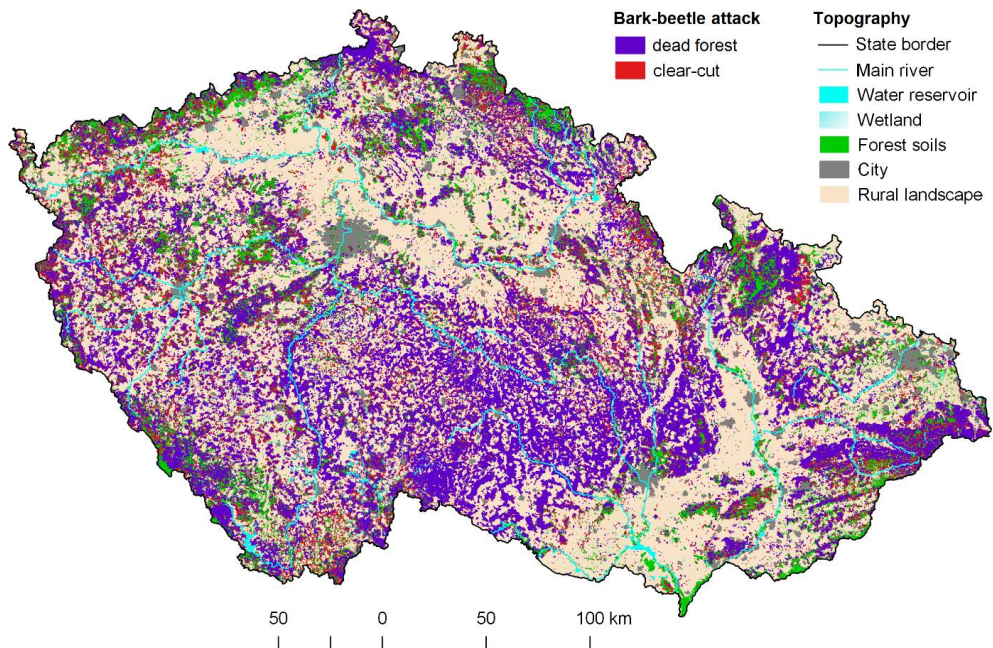 Bark-beetle attack
dead forest
clear-cut
Topography
State border
Main river
Water reservoir
Wetland
Forest soils
City
Rural landscape
50 0 50 100 km